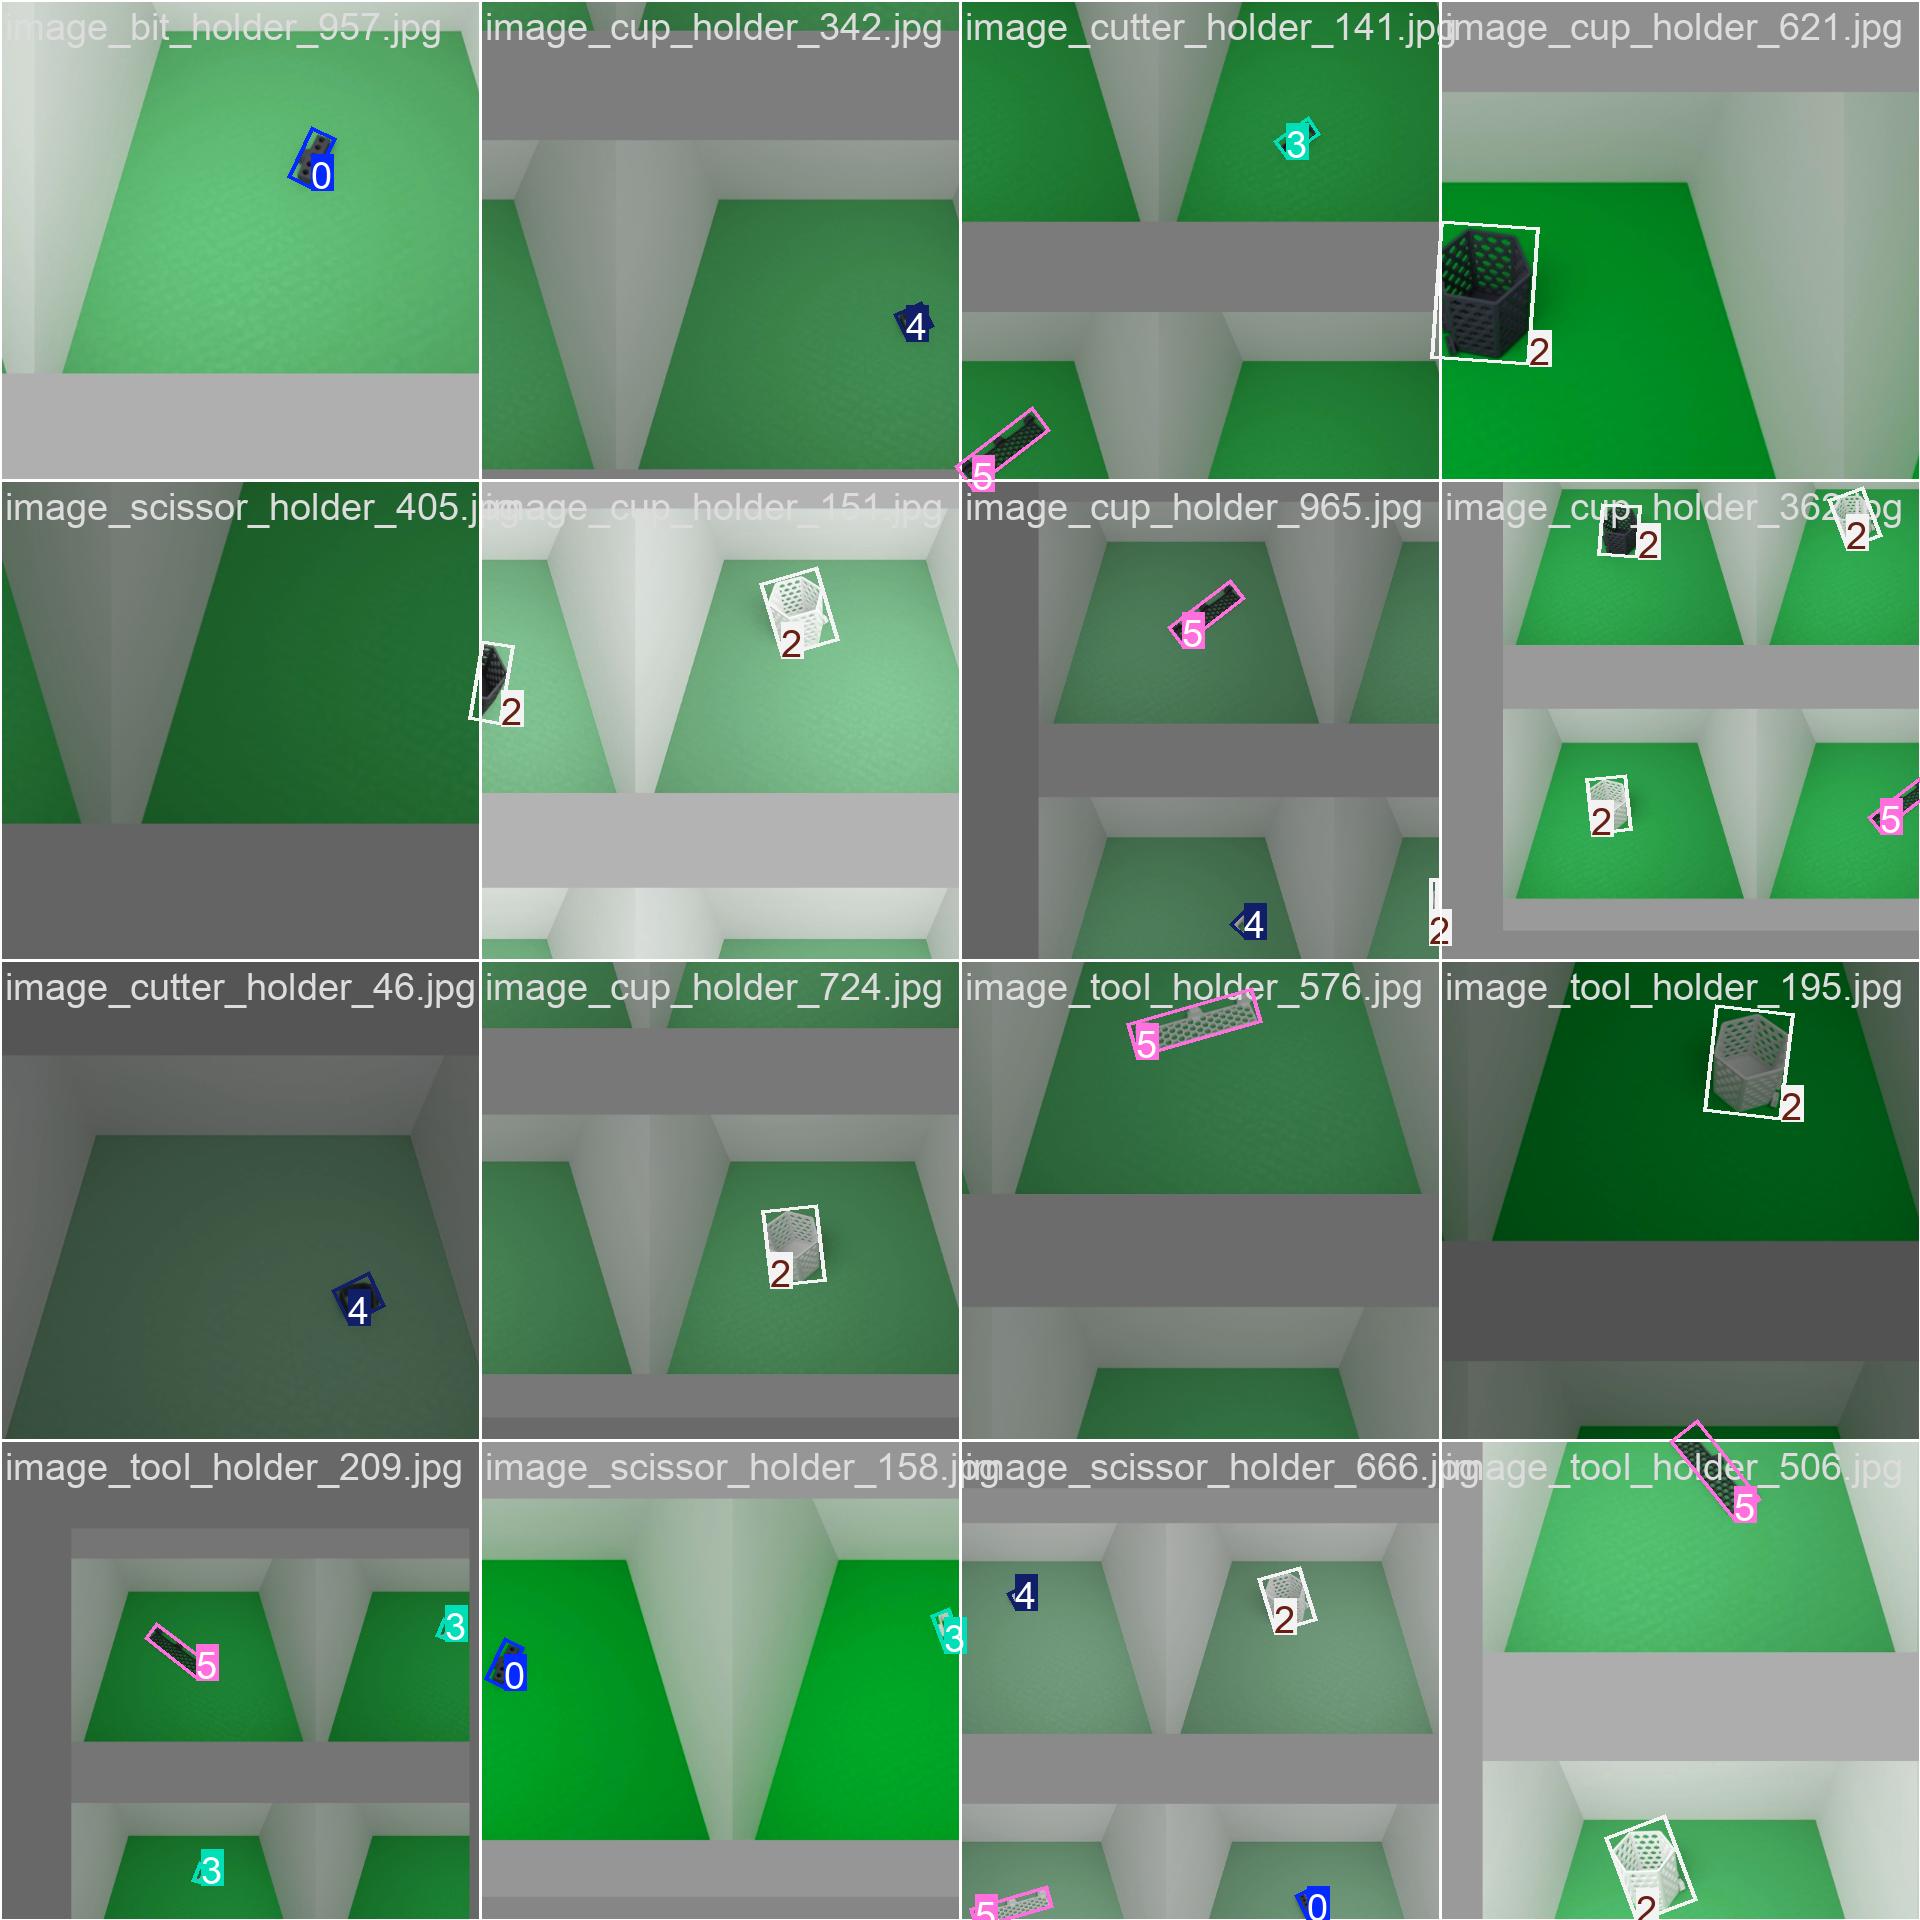 image_bit_holder_957.jpg
image_cup_holder_342.jpg
image_cutter_holder_141.jpg
image_cup_holder_621.jpg
0
4
3
5
2
image_scissor_holder_405.jpg
image_cup_holder_151.jpg
image_cup_holder_965.jpg
image_cup_holder_362.jpg
2
2
5
4
2
2
2
2
5
image_cutter_holder_46.jpg
image_cup_holder_724.jpg
image_tool_holder_576.jpg
image_tool_holder_195.jpg
4
2
5
2
image_tool_holder_209.jpg
image_scissor_holder_158.jpg
image_scissor_holder_666.jpg
image_tool_holder_506.jpg
5
3
3
0
3
4
2
5
0
5
2